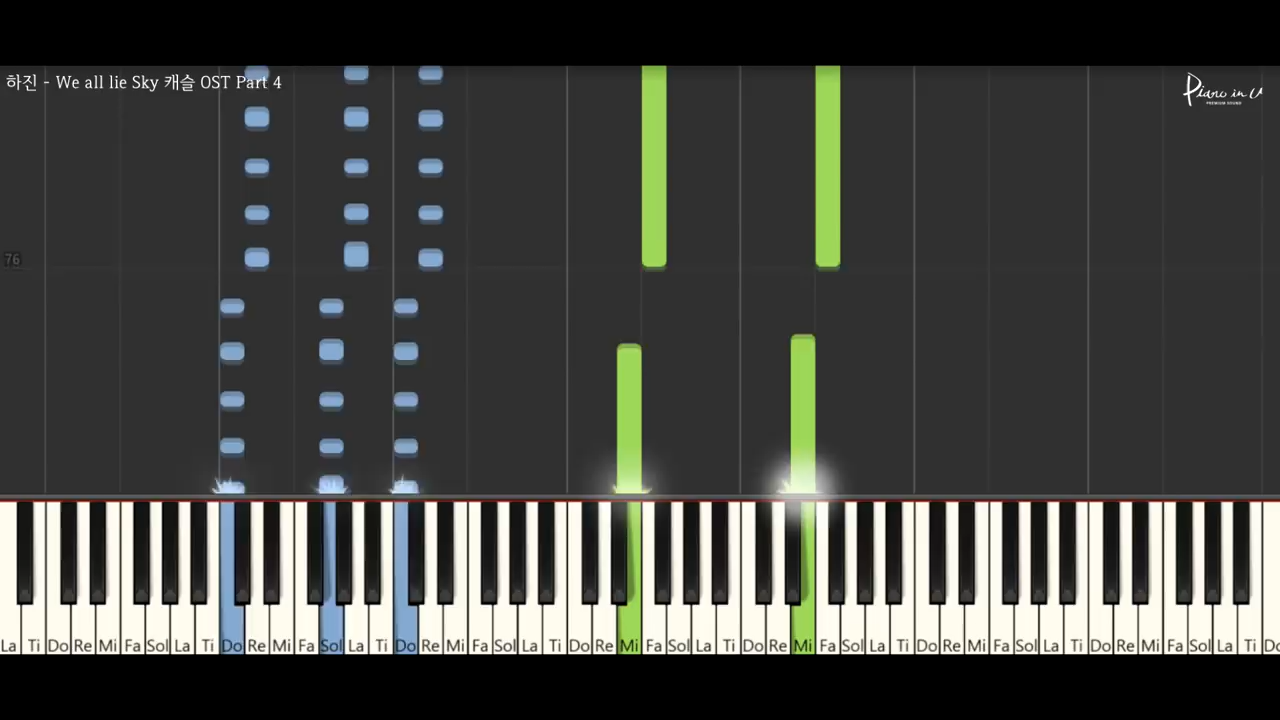 하진 - We all lie Sky 캐슬 OST Part 4
Piano in U
PREMIUM SOUND
76
La Ti Do Re Mi Fa Sol La Ti Do Re Mi Fa Sol La Ti Do Re Mi Fa Sol La Ti Do Re Mi Fa Sol La Ti Do Re Mi Fa Sol La Ti Do Re Mi Fa Sol La Ti Do Re Mi Fa Sol La Ti Do